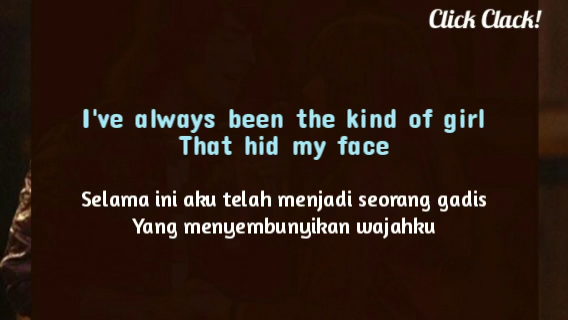 Click Clack!
I've always been the kind of girl
That hid my face
Selama ini aku telah menjadi seorang gadis
Yang menyembunyikan wajahku